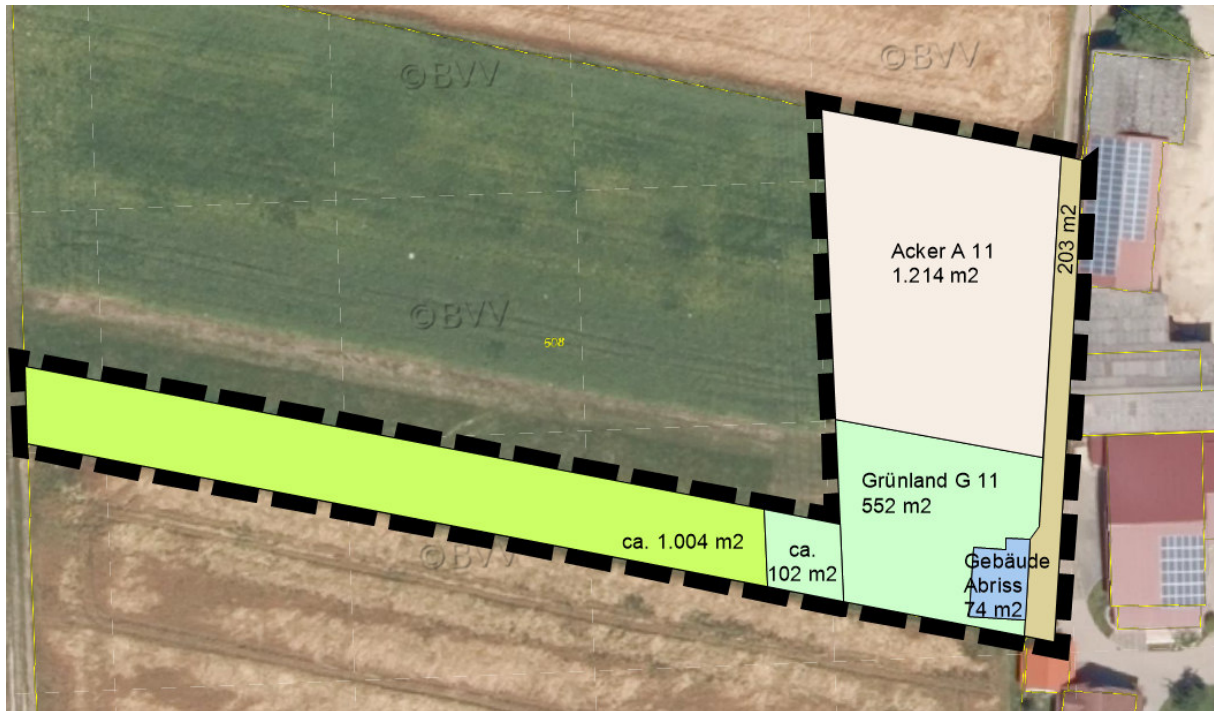 ©BVV
©BVV
203 m2
Acker A 11
1.214 m2
©BVV
508
Grünland G 11
552 m2
ca. 1.004 m2
ca.
102 m2
©BVV
Gebäude
Abriss
74 m2